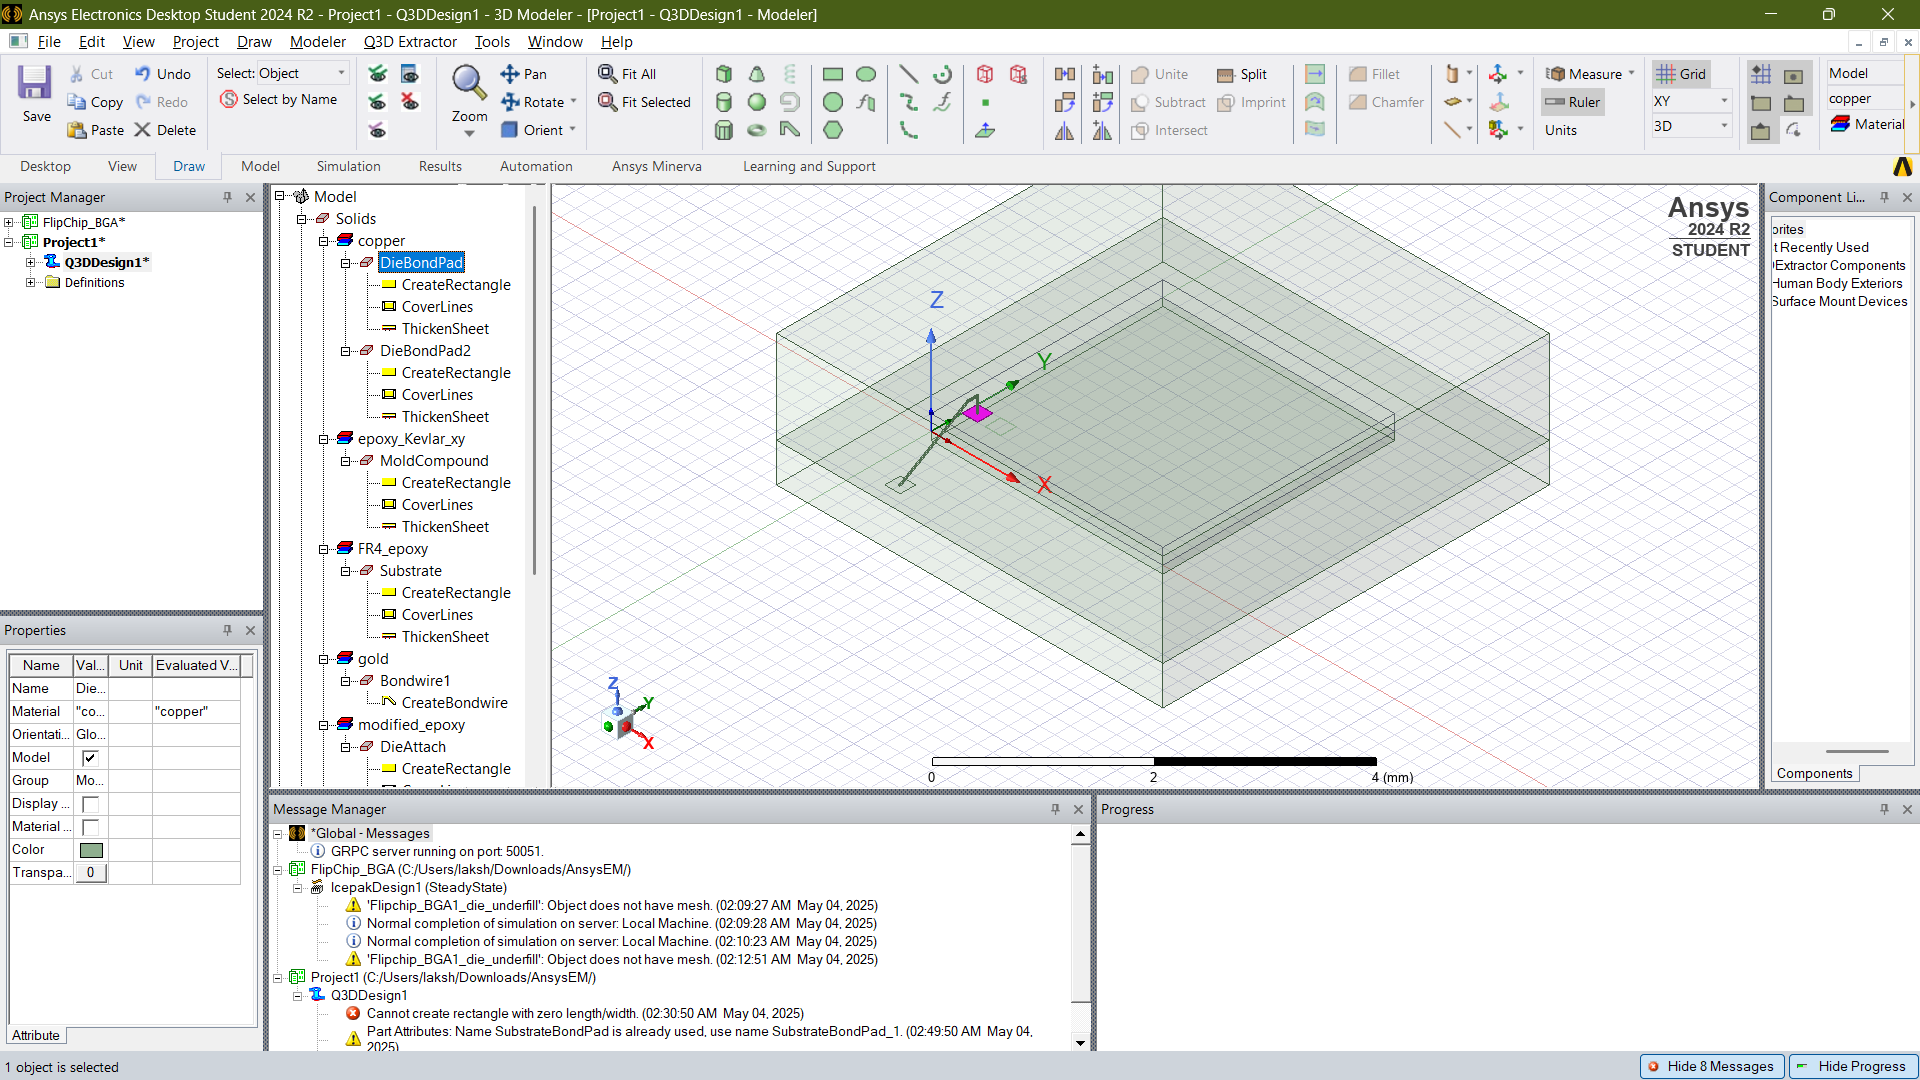 Ansys Electronics Desktop Student 2024 R2 - Project1 - Q3DDesign1 - 3D Modeler - [Project1 - Q3DDesign1 - Modeler]
File Edit View Project Draw Modeler Q3D Extractor Tools Window Help
Save
Cut
Copy
Paste
Undo
Redo
Delete
Select: Object
Select by Name
Zoom
Pan
Rotate
Orient
Fit All
Fit Selected
Unite
Subtract
Intersect
Split
Imprint
Fillet
Chamfer
Measure
Ruler
Units
Grid
XY
3D
Model
copper
Material
Desktop View Draw Model Simulation Results Automation Ansys Minerva Learning and Support
Project Manager
FlipChip_BGA*
Project1*
Q3DDesign1*
Definitions
Properties
Name Val... Unit Evaluated V...
Name Die...
Material "co... "copper"
Orientati... Glo...
Model
Group Mo...
Display ...
Material ...
Color
Transpa... 0
Attribute
Model
Solids
copper
DieBondPad
CreateRectangle
CoverLines
ThickenSheet
DieBondPad2
CreateRectangle
CoverLines
ThickenSheet
epoxy_Kevlar_xy
MoldCompound
CreateRectangle
CoverLines
ThickenSheet
FR4_epoxy
Substrate
CreateRectangle
CoverLines
ThickenSheet
gold
Bondwire1
CreateBondwire
modified_epoxy
DieAttach
CreateRectangle
Z
Y
X
Z
Y
X
0 2 4 (mm)
Ansys
2024 R2
STUDENT
Component Li...
orites
t Recently Used
Extractor Components
Human Body Exteriors
Surface Mount Devices
Components
Message Manager
*Global - Messages
GRPC server running on port: 50051.
FlipChip_BGA (C:/Users/laksh/Downloads/AnsysEM/)
IcepakDesign1 (SteadyState)
'Flipchip_BGA1_die_underfill': Object does not have mesh. (02:09:27 AM May 04, 2025)
Normal completion of simulation on server: Local Machine. (02:09:28 AM May 04, 2025)
Normal completion of simulation on server: Local Machine. (02:10:23 AM May 04, 2025)
'Flipchip_BGA1_die_underfill': Object does not have mesh. (02:12:51 AM May 04, 2025)
Project1 (C:/Users/laksh/Downloads/AnsysEM/)
Q3DDesign1
Cannot create rectangle with zero length/width. (02:30:50 AM May 04, 2025)
Part Attributes: Name SubstrateBondPad is already used, use name SubstrateBondPad_1. (02:49:50 AM May 04,
2025)
Progress
1 object is selected
Hide 8 Messages
Hide Progress